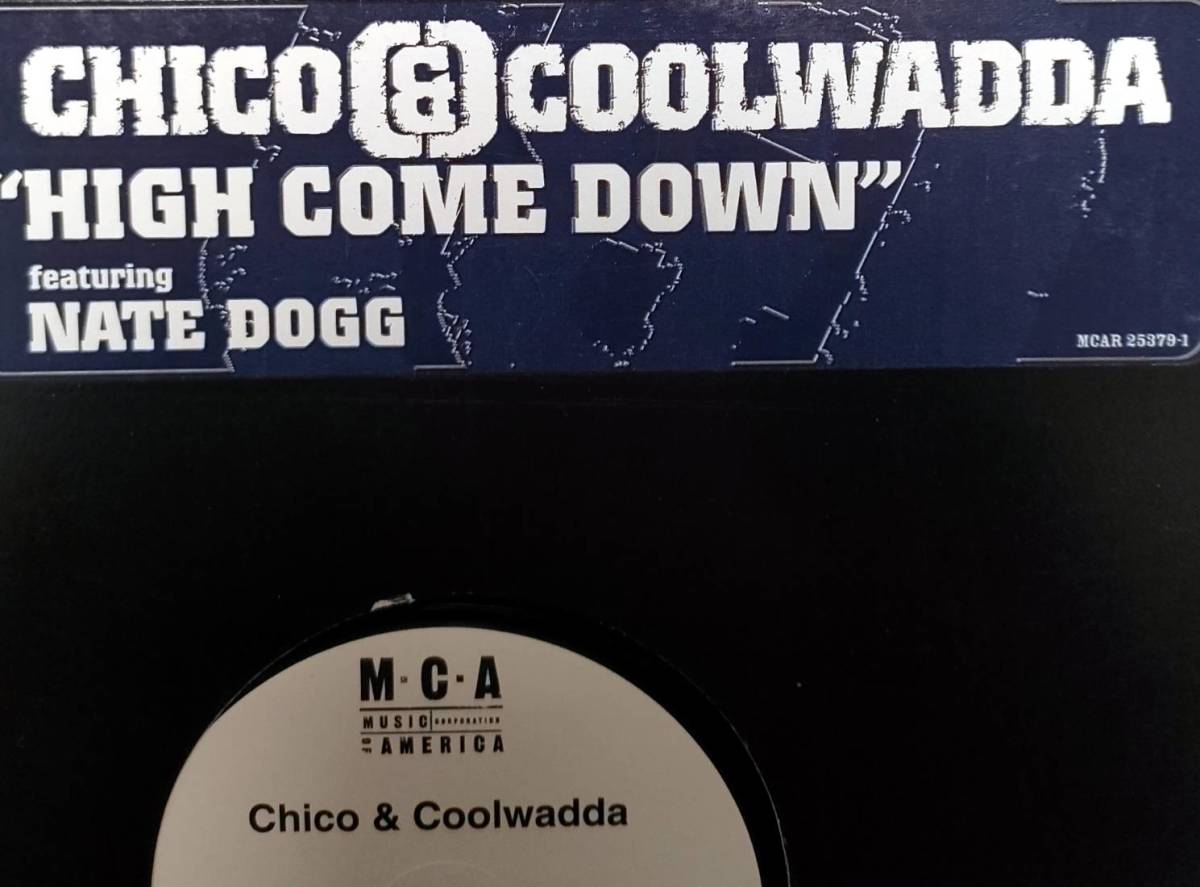 CHICO & COOLWADDA
"HIGH COME DOWN"
featuring
NATE DOGG
MCAR 25379-1
M·C·A
MUSIC CORPORATION
OF AMERICA
Chico & Coolwadda